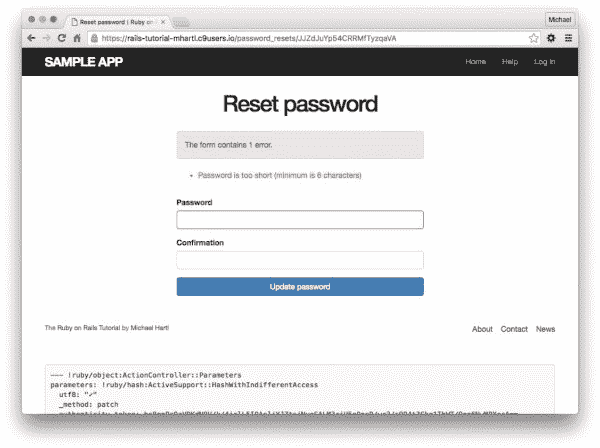 Reset password | Ruby on R
Michael
https://rails-tutorial-mhartl.c9users.io/password_resets/JJZdJuYp54CRRMfTyzqaVA
SAMPLE APP
Home Help Log in
Reset password
The form contains 1 error.
Password is too short (minimum is 6 characters)
Password
Confirmation
Update password
The Ruby on Rails Tutorial by Michael Hartl
About Contact News
--- !ruby/object:ActionController::Parameters
parameters: !ruby/hash:ActiveSupport::HashWithIndifferentAccess
utf8: "✓"
_method: patch